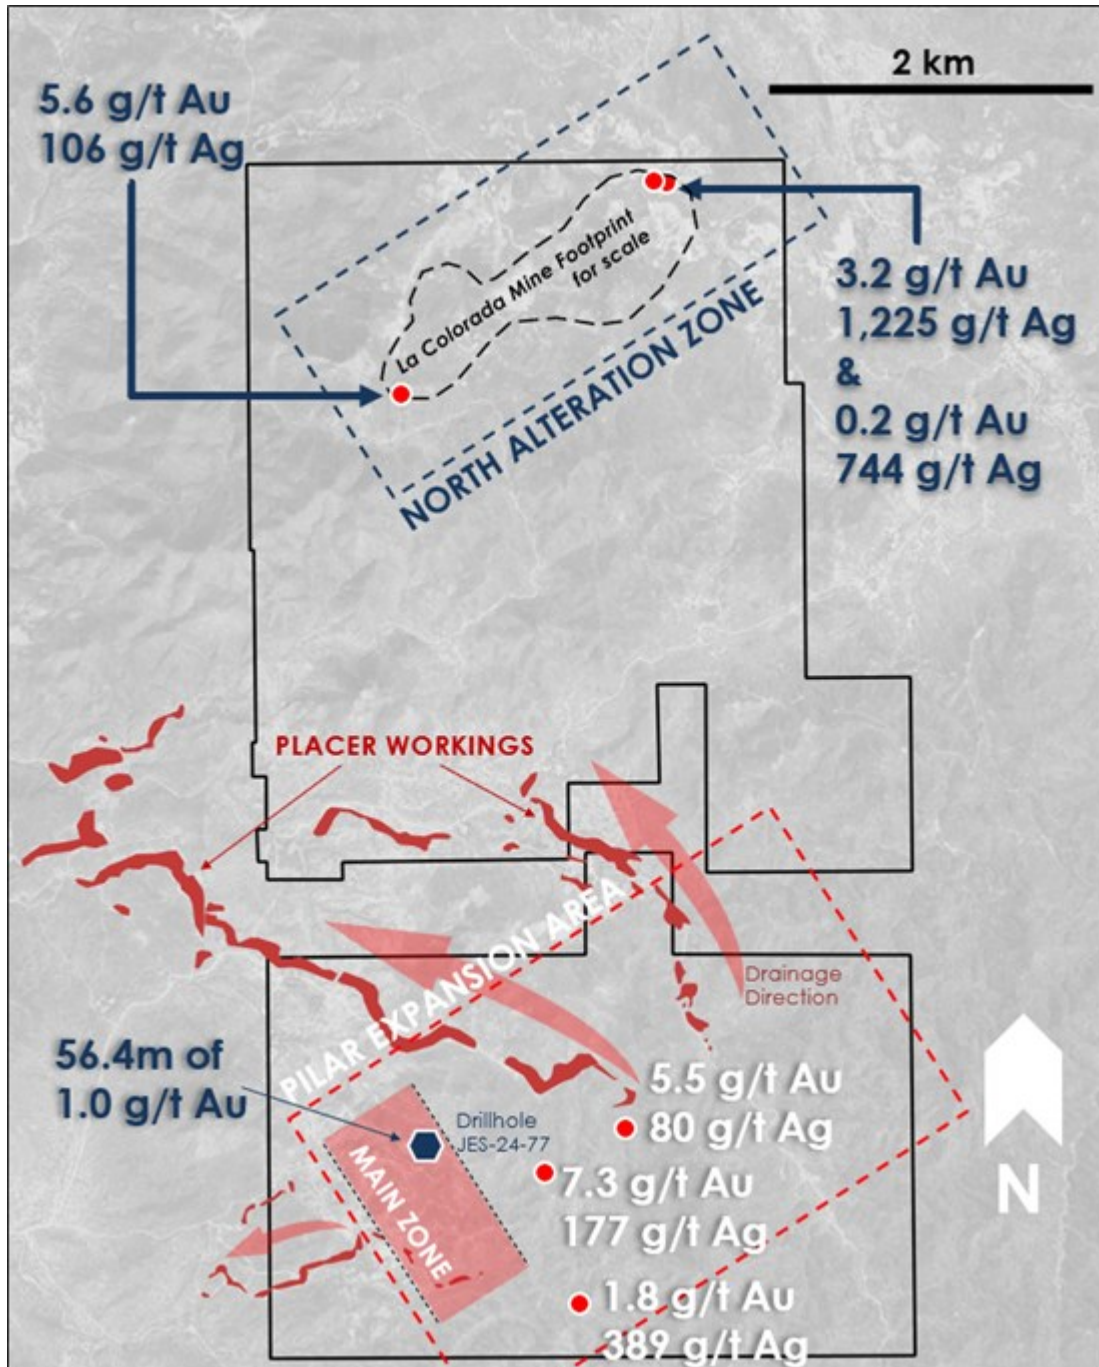 2 km
5.6 g/t Au
106 g/t Ag
La Colorada Mine Footprint
for scale
3.2 g/t Au
1,225 g/t Ag
&
0.2 g/t Au
744 g/t Ag
NORTH ALTERATION ZONE
PLACER WORKINGS
PILAR EXPANSION AREA
Drainage
Direction
56.4m of
1.0 g/t Au
Drillhole
JES-24-77
MAIN ZONE
5.5 g/t Au
80 g/t Ag
7.3 g/t Au
177 g/t Ag
1.8 g/t Au
389 g/t Ag
N